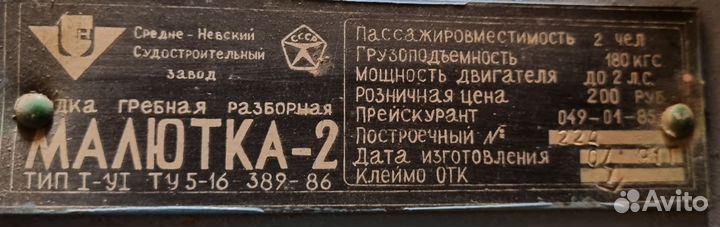 Средне-Невский
Судостроительный
завод
СССР
дка гребная разборная
МАЛЮТКА-2
ТИП I-УI ТУ5-16 389-86
Пассажировместимость 2 чел
Грузоподъемность 180 кгс
Мощность двигателя до 2 л.с.
Розничная цена 200 руб
Прейскурант 049-01-85
Построечный № 224
Дата изготовления
Клеймо ОТК
Avito